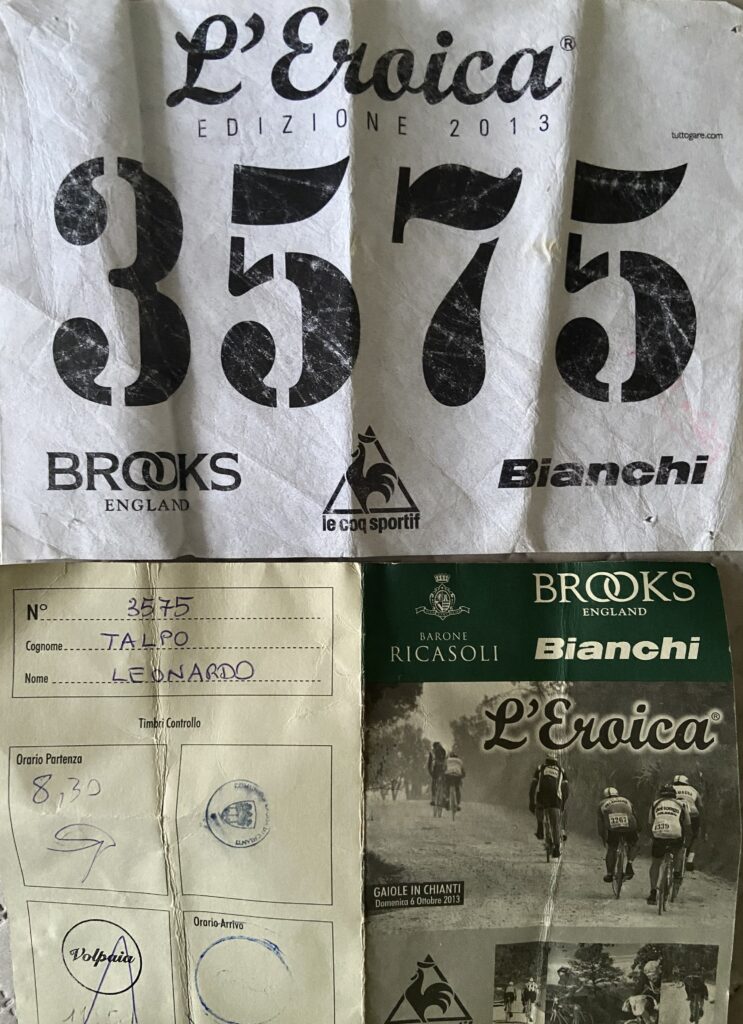 L'Eroica®
EDIZIONE 2013
tuttogare.com
3575
BROOKS
ENGLAND
le coq sportif
Bianchi
N° 3575
Cognome TALPO
Nome LEONARDO
Timbri Controllo
Orario Partenza
8,30
Volpaia
Orario Arrivo
BARONE
RICASOLI
BROOKS
ENGLAND
Bianchi
L'Eroica®
3263
3339
GAIOLE IN CHIANTI
Domenica 6 Ottobre 2013